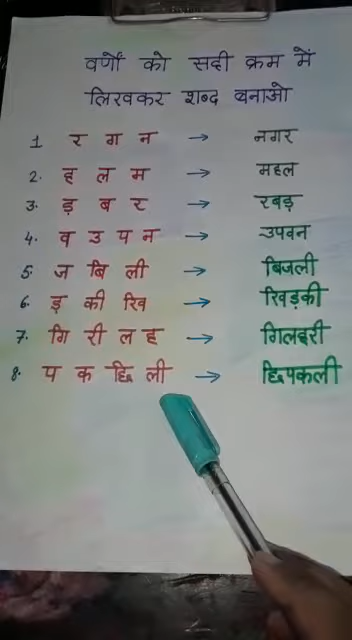 वर्णों को सही क्रम में
लिखकर शब्द बनाओ
1 र ग न → नगर
2. ह ल म → महल
3. ड़ ब र → रबड़
4. व उ प न → उपवन
5. ज बि ली → बिजली
6. ड़ की खि → खिड़की
7. गि री ल ह → गिलहरी
8. प क छि ली → छिपकली